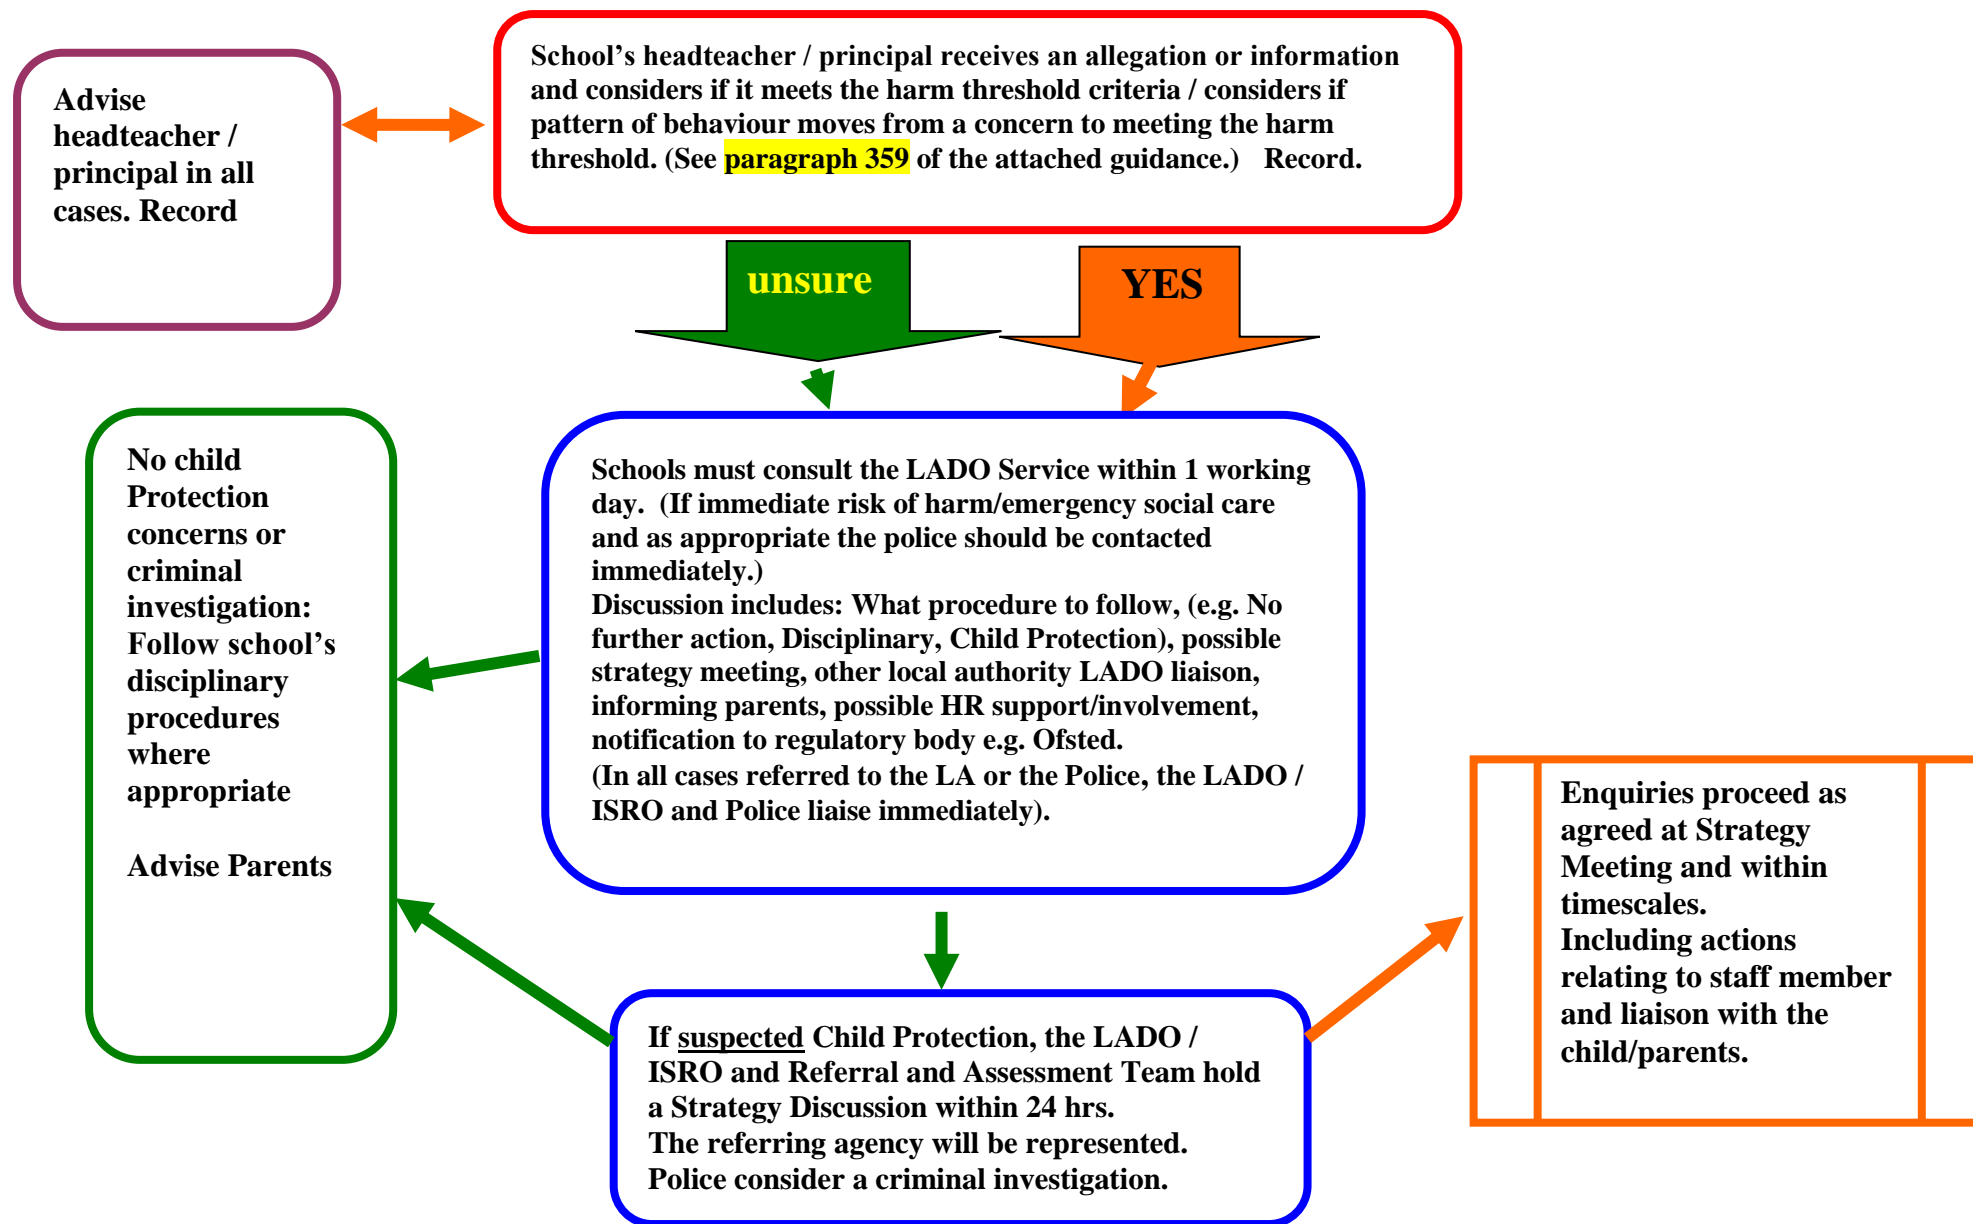 Advise
headteacher /
principal in all
cases. Record
School’s headteacher / principal receives an allegation or information
and considers if it meets the harm threshold criteria / considers if
pattern of behaviour moves from a concern to meeting the harm
threshold. (See paragraph 359 of the attached guidance.) Record.
unsure
YES
No child
Protection
concerns or
criminal
investigation:
Follow school’s
disciplinary
procedures
where
appropriate
Advise Parents
Schools must consult the LADO Service within 1 working
day. (If immediate risk of harm/emergency social care
and as appropriate the police should be contacted
immediately.)
Discussion includes: What procedure to follow, (e.g. No
further action, Disciplinary, Child Protection), possible
strategy meeting, other local authority LADO liaison,
informing parents, possible HR support/involvement,
notification to regulatory body e.g. Ofsted.
(In all cases referred to the LA or the Police, the LADO /
ISRO and Police liaise immediately).
Enquiries proceed as
agreed at Strategy
Meeting and within
timescales.
Including actions
relating to staff member
and liaison with the
child/parents.
If suspected Child Protection, the LADO /
ISRO and Referral and Assessment Team hold
a Strategy Discussion within 24 hrs.
The referring agency will be represented.
Police consider a criminal investigation.